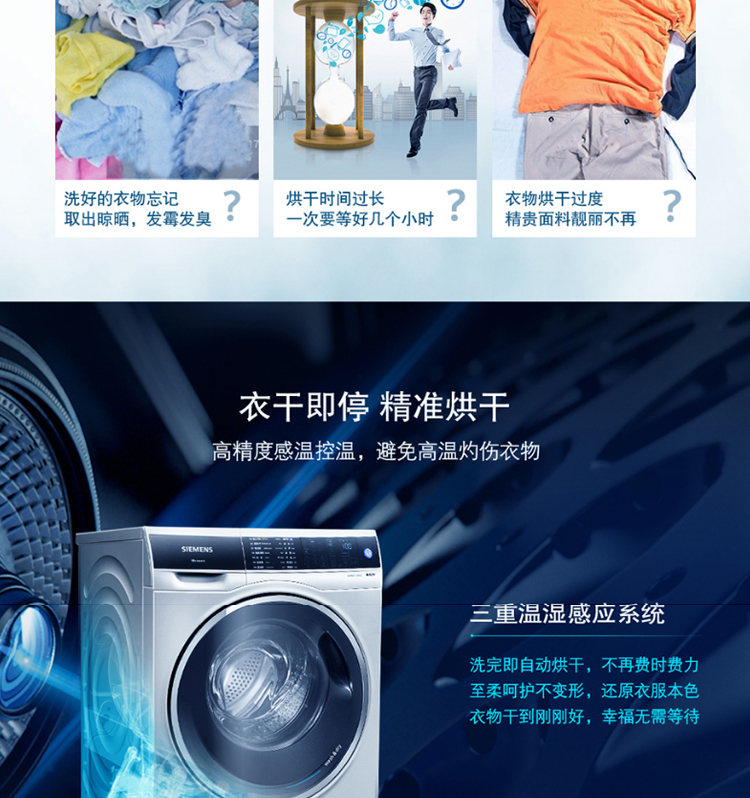 洗好的衣物忘记
取出晾晒，发霉发臭
?
烘干时间过长
一次要等好几个小时
?
衣物烘干过度
精贵面料靓丽不再
?
衣干即停 精准烘干
高精度感温控温，避免高温灼伤衣物
SIEMENS
三重温湿感应系统
洗完即自动烘干，不再费时费力
至柔呵护不变形，还原衣服本色
衣物干到刚刚好，幸福无需等待